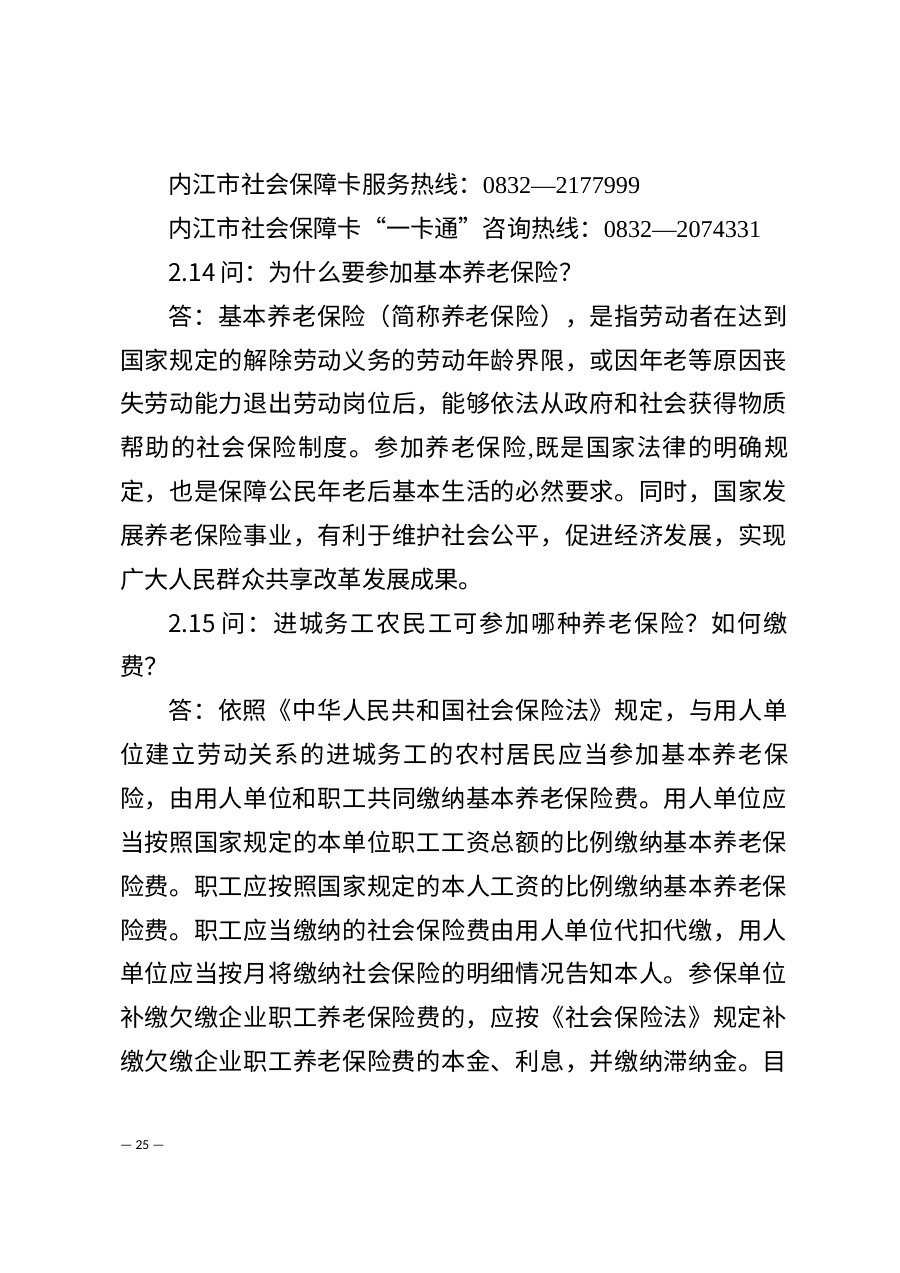 内江市社会保障卡服务热线：0832—2177999
内江市社会保障卡“一卡通”咨询热线：0832—2074331
2.14 问：为什么要参加基本养老保险？
答：基本养老保险（简称养老保险），是指劳动者在达到
国家规定的解除劳动义务的劳动年龄界限，或因年老等原因丧
失劳动能力退出劳动岗位后，能够依法从政府和社会获得物质
帮助的社会保险制度。参加养老保险,既是国家法律的明确规
定，也是保障公民年老后基本生活的必然要求。同时，国家发
展养老保险事业，有利于维护社会公平，促进经济发展，实现
广大人民群众共享改革发展成果。
2.15 问：进城务工农民工可参加哪种养老保险？如何缴
费？
答：依照《中华人民共和国社会保险法》规定，与用人单
位建立劳动关系的进城务工的农村居民应当参加基本养老保
险，由用人单位和职工共同缴纳基本养老保险费。用人单位应
当按照国家规定的本单位职工工资总额的比例缴纳基本养老保
险费。职工应按照国家规定的本人工资的比例缴纳基本养老保
险费。职工应当缴纳的社会保险费由用人单位代扣代缴，用人
单位应当按月将缴纳社会保险的明细情况告知本人。参保单位
补缴欠缴企业职工养老保险费的，应按《社会保险法》规定补
缴欠缴企业职工养老保险费的本金、利息，并缴纳滞纳金。目
— 25 —